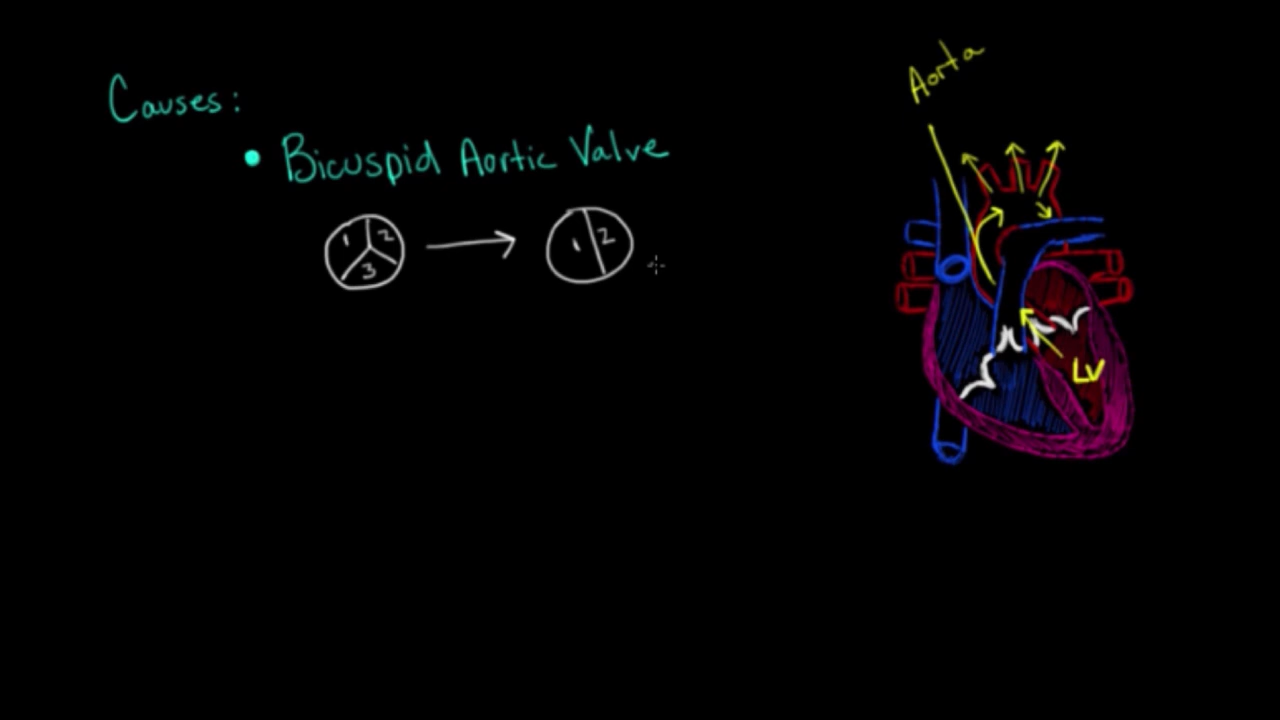 Aorta
Causes:
• Bicuspid Aortic Valve
1 2 3
1 2
LV